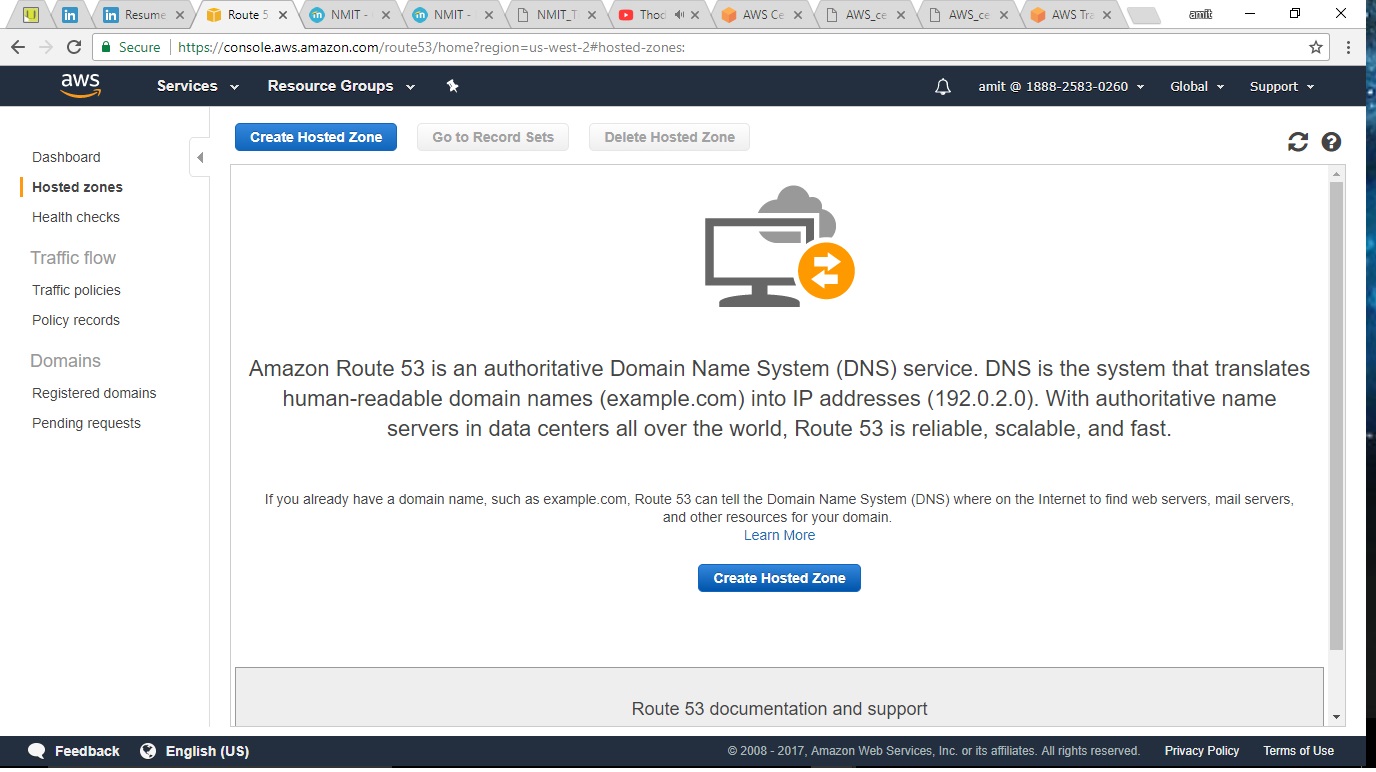 Resume
Route 5
NMIT -
NMIT -
NMIT_T
Thod
AWS Ce
AWS_ce
AWS_ce
AWS Tra
amit
Secure https://console.aws.amazon.com/route53/home?region=us-west-2#hosted-zones:
aws Services Resource Groups amit @ 1888-2583-0260 Global Support
Dashboard
Hosted zones
Health checks
Traffic flow
Traffic policies
Policy records
Domains
Registered domains
Pending requests
Create Hosted Zone Go to Record Sets Delete Hosted Zone
Amazon Route 53 is an authoritative Domain Name System (DNS) service. DNS is the system that translates
human-readable domain names (example.com) into IP addresses (192.0.2.0). With authoritative name
servers in data centers all over the world, Route 53 is reliable, scalable, and fast.
If you already have a domain name, such as example.com, Route 53 can tell the Domain Name System (DNS) where on the Internet to find web servers, mail servers,
and other resources for your domain.
Learn More
Create Hosted Zone
Route 53 documentation and support
Feedback English (US) © 2008 - 2017, Amazon Web Services, Inc. or its affiliates. All rights reserved. Privacy Policy Terms of Use